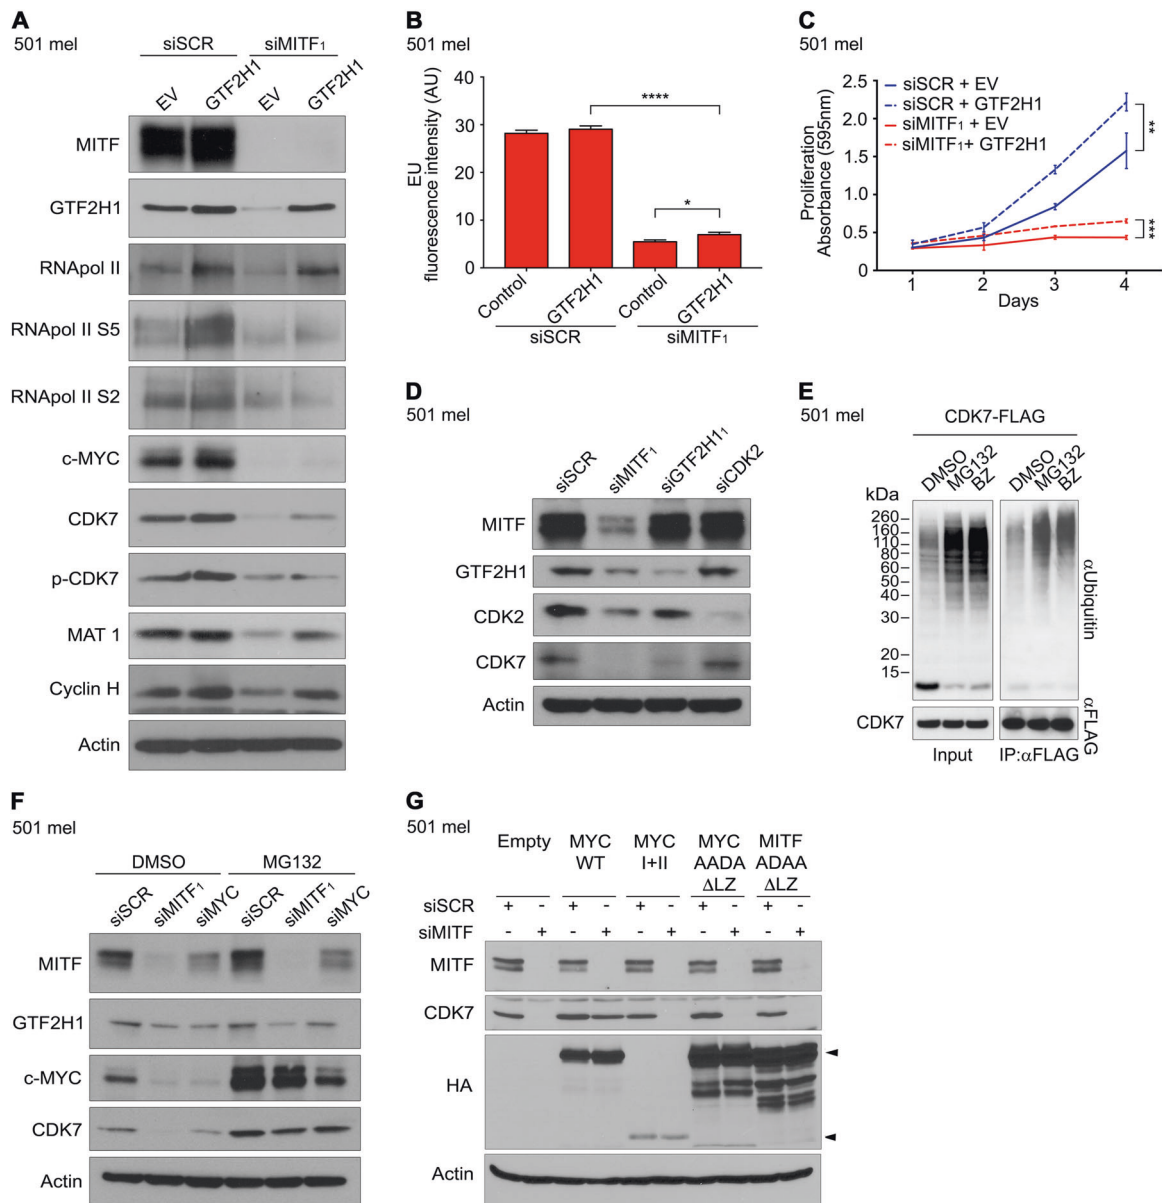 A
501 mel
siSCR
siMITF1
EV
GTF2H1
EV
GTF2H1
MITF
GTF2H1
RNApol II
RNApol II S5
RNApol II S2
c-MYC
CDK7
p-CDK7
MAT 1
Cyclin H
Actin
B
501 mel
EU
fluorescence intensity (AU)
40
30
20
10
0
****
*
Control
GTF2H1
Control
GTF2H1
siSCR
siMITF1
C
501 mel
Proliferation
Absorbance (595nm)
2.5
2.0
1.5
1.0
0.5
0
siSCR + EV
siSCR + GTF2H1
siMITF1 + EV
siMITF1+ GTF2H1
**
***
1 2 3 4
Days
D
501 mel
siSCR
siMITF1
siGTF2H11
siCDK2
MITF
GTF2H1
CDK2
CDK7
Actin
E
501 mel
CDK7-FLAG
DMSO
MG132
BZ
DMSO
MG132
BZ
kDa
260
160
110
80
60
50
40
30
20
15
αUbiquitin
CDK7
αFLAG
Input
IP:αFLAG
F
501 mel
DMSO
MG132
siSCR
siMITF1
siMYC
siSCR
siMITF1
siMYC
MITF
GTF2H1
c-MYC
CDK7
Actin
G
501 mel
Empty
MYC
WT
MYC
I+II
MYC
AADA
ΔLZ
MITF
ADAA
ΔLZ
siSCR + - + - + - + - + -
siMITF - + - + - + - + - +
MITF
CDK7
HA
Actin